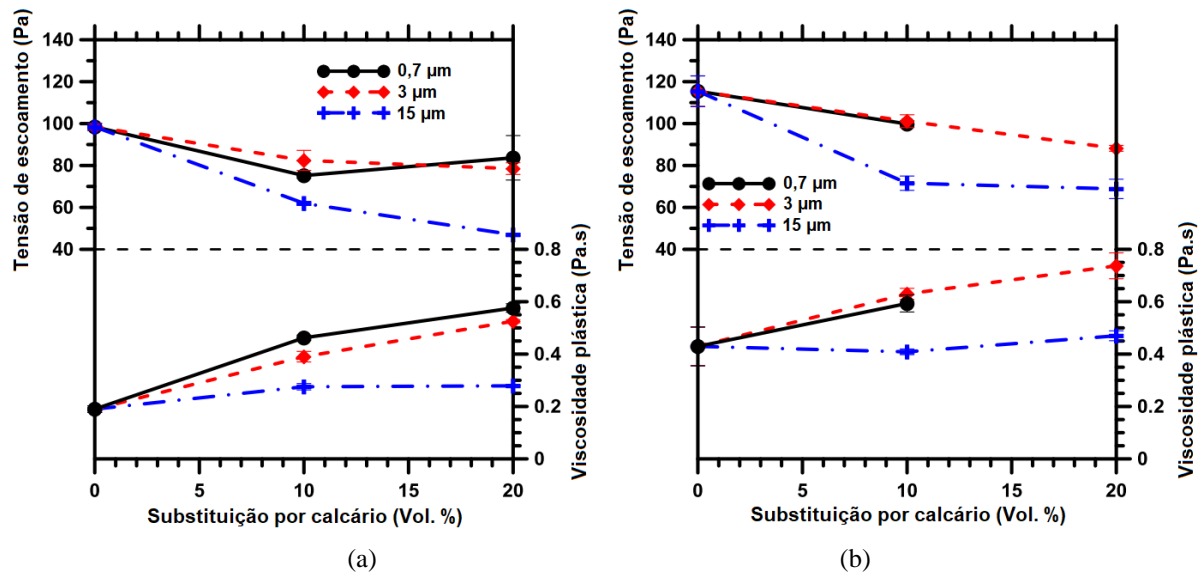 Tensão de escoamento (Pa)
140
120
100
80
60
40
0,7 µm
3 µm
15 µm
0.8
0.6
0.4
0.2
0
Viscosidade plástica (Pa.s)
0 5 10 15 20
Substituição por calcário (Vol. %)
(a)
Tensão de escoamento (Pa)
140
120
100
80
60
40
0,7 µm
3 µm
15 µm
0.8
0.6
0.4
0.2
0
Viscosidade plástica (Pa.s)
0 5 10 15 20
Substituição por calcário (Vol. %)
(b)